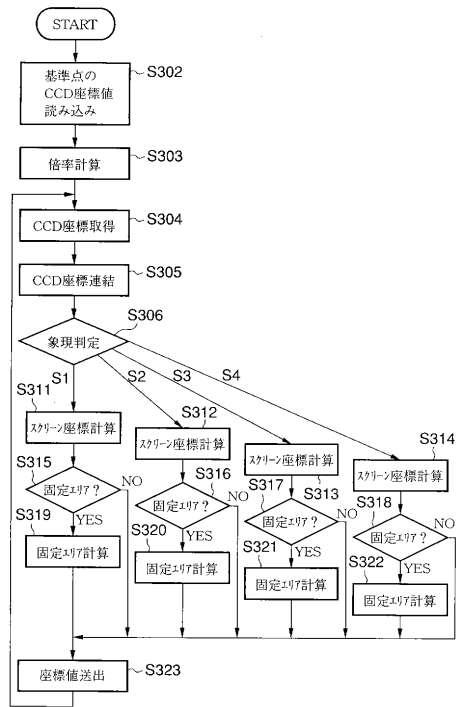 START
基準点の
CCD座標値
読み込み
S302
倍率計算
S303
CCD座標取得
S304
CCD座標連結
S305
象現判定
S306
S1
S2
S3
S4
S311
スクリーン座標計算
S312
スクリーン座標計算
スクリーン座標計算
S313
S314
スクリーン座標計算
S315
固定エリア?
NO
YES
S316
固定エリア?
NO
YES
S317
固定エリア?
NO
YES
S318
固定エリア?
NO
YES
S319
固定エリア計算
S320
固定エリア計算
S321
固定エリア計算
S322
固定エリア計算
座標値送出
S323